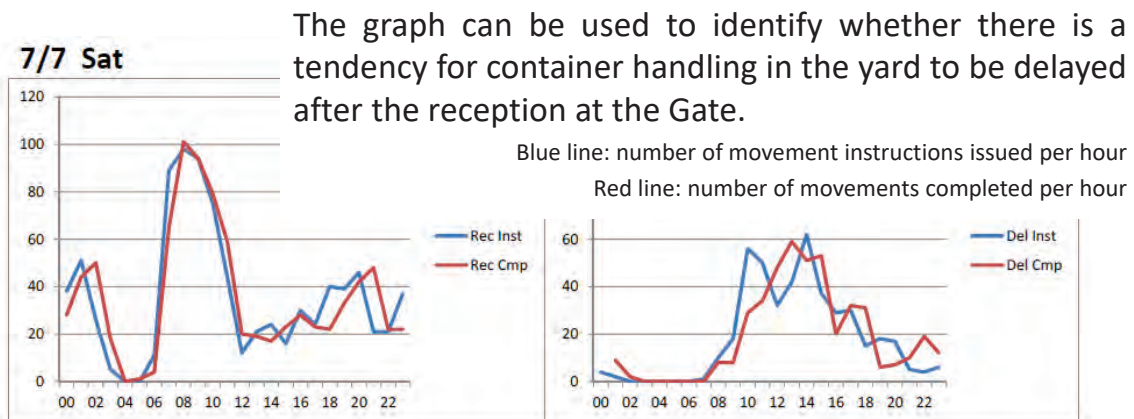 The graph can be used to identify whether there is a
7/7 Sat
tendency for container handling in the yard to be delayed
after the reception at the Gate.
Blue line: number of movement instructions issued per hour
Red line: number of movements completed per hour
120
100
80
60
40
20
0
00 02 04 06 08 10 12 14 16 18 20 22
Rec Inst
Rec Cmp
60
40
20
0
00 02 04 06 08 10 12 14 16 18 20 22
Del Inst
Del Cmp